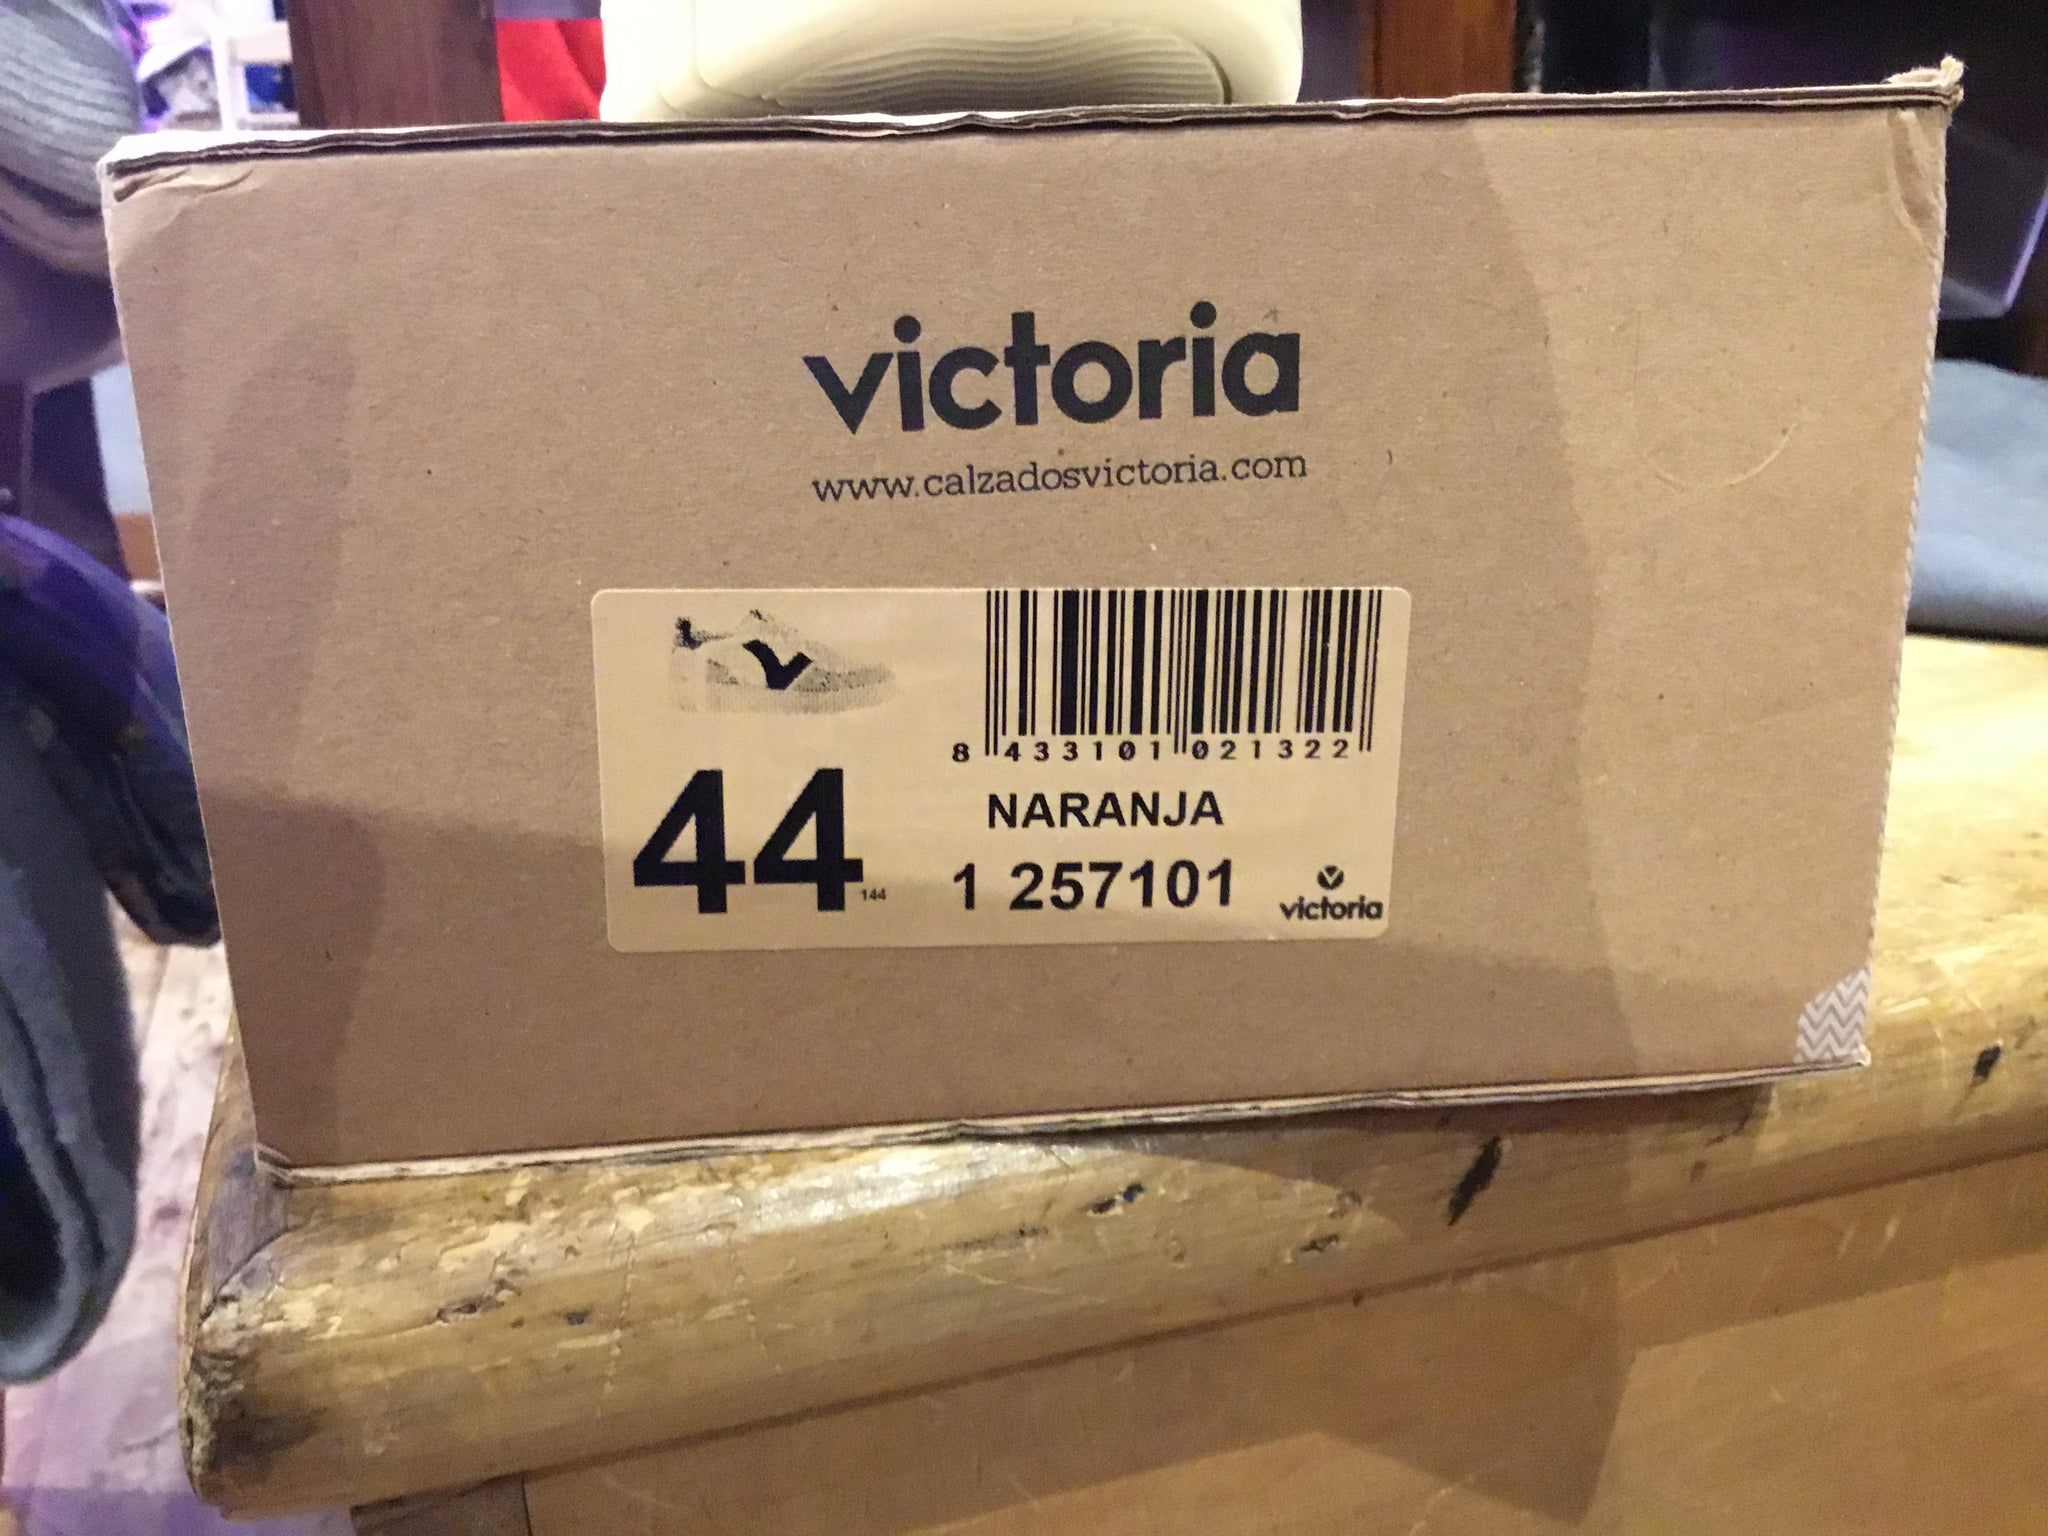 victoria
www.calzadosvictoria.com
8 433101 021322
NARANJA
44 144
1 257101
victoria